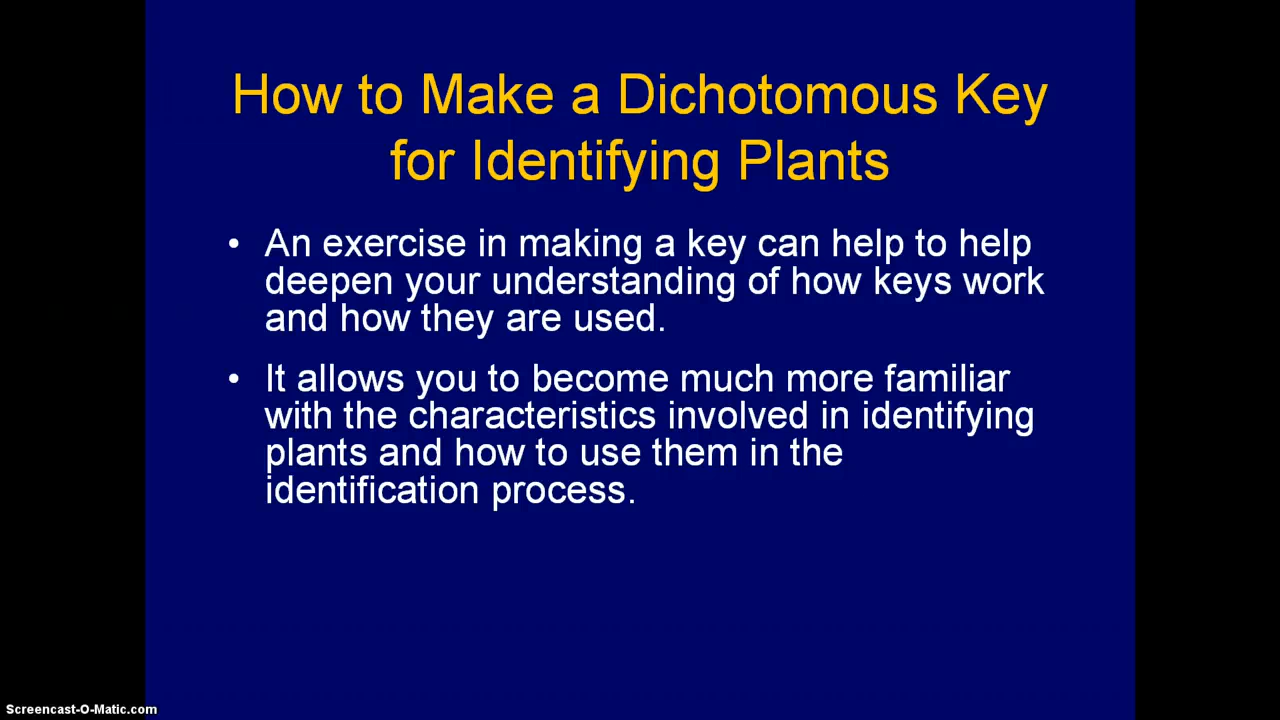 How to Make a Dichotomous Key
for Identifying Plants
• An exercise in making a key can help to help
deepen your understanding of how keys work
and how they are used.
• It allows you to become much more familiar
with the characteristics involved in identifying
plants and how to use them in the
identification process.
Screencast-O-Matic.com